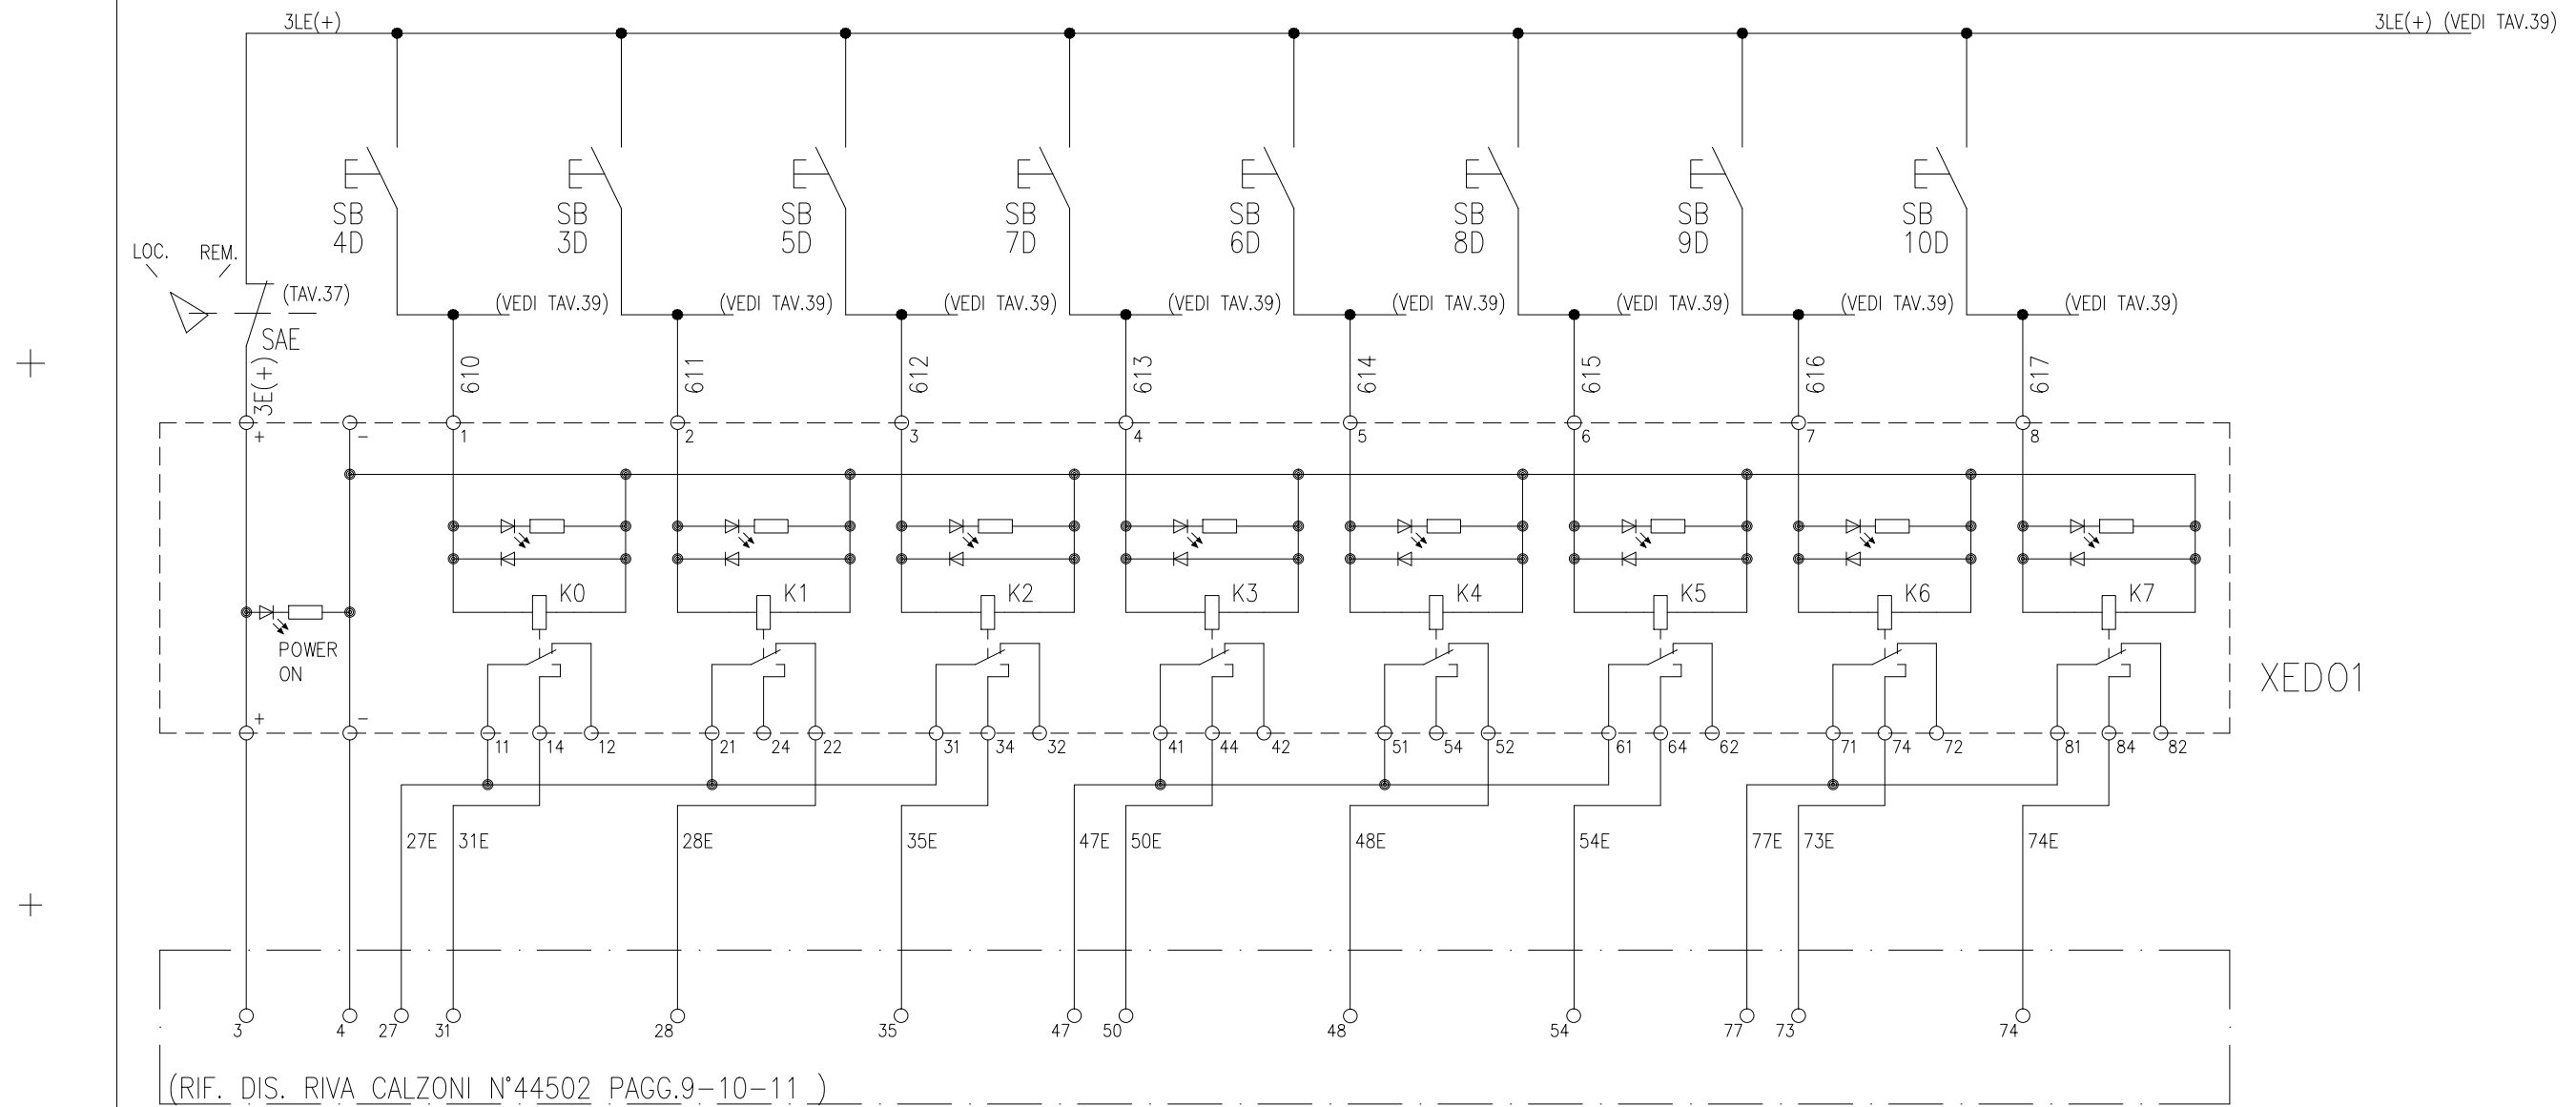 3LE(+)
3LE(+) (VEDI TAV.39)
SB
4D
SB
3D
SB
5D
SB
7D
SB
6D
SB
8D
SB
9D
SB
10D
LOC.
REM.
(TAV.37)
SAE
(VEDI TAV.39)
(VEDI TAV.39)
(VEDI TAV.39)
(VEDI TAV.39)
(VEDI TAV.39)
(VEDI TAV.39)
(VEDI TAV.39)
(VEDI TAV.39)
3E(+)
610
611
612
613
614
615
616
617
+ − 1 2 3 4 5 6 7 8
K0 K1 K2 K3 K4 K5 K6 K7
POWER
ON
XED01
+ − 11 14 12 21 24 22 31 34 32 41 44 42 51 54 52 61 64 62 71 74 72 81 84 82
27E 31E 28E 35E 47E 50E 48E 54E 77E 73E 74E
3 4 27 31 28 35 47 50 48 54 77 73 74
(RIF. DIS. RIVA CALZONI N°44502 PAGG.9-10-11 )